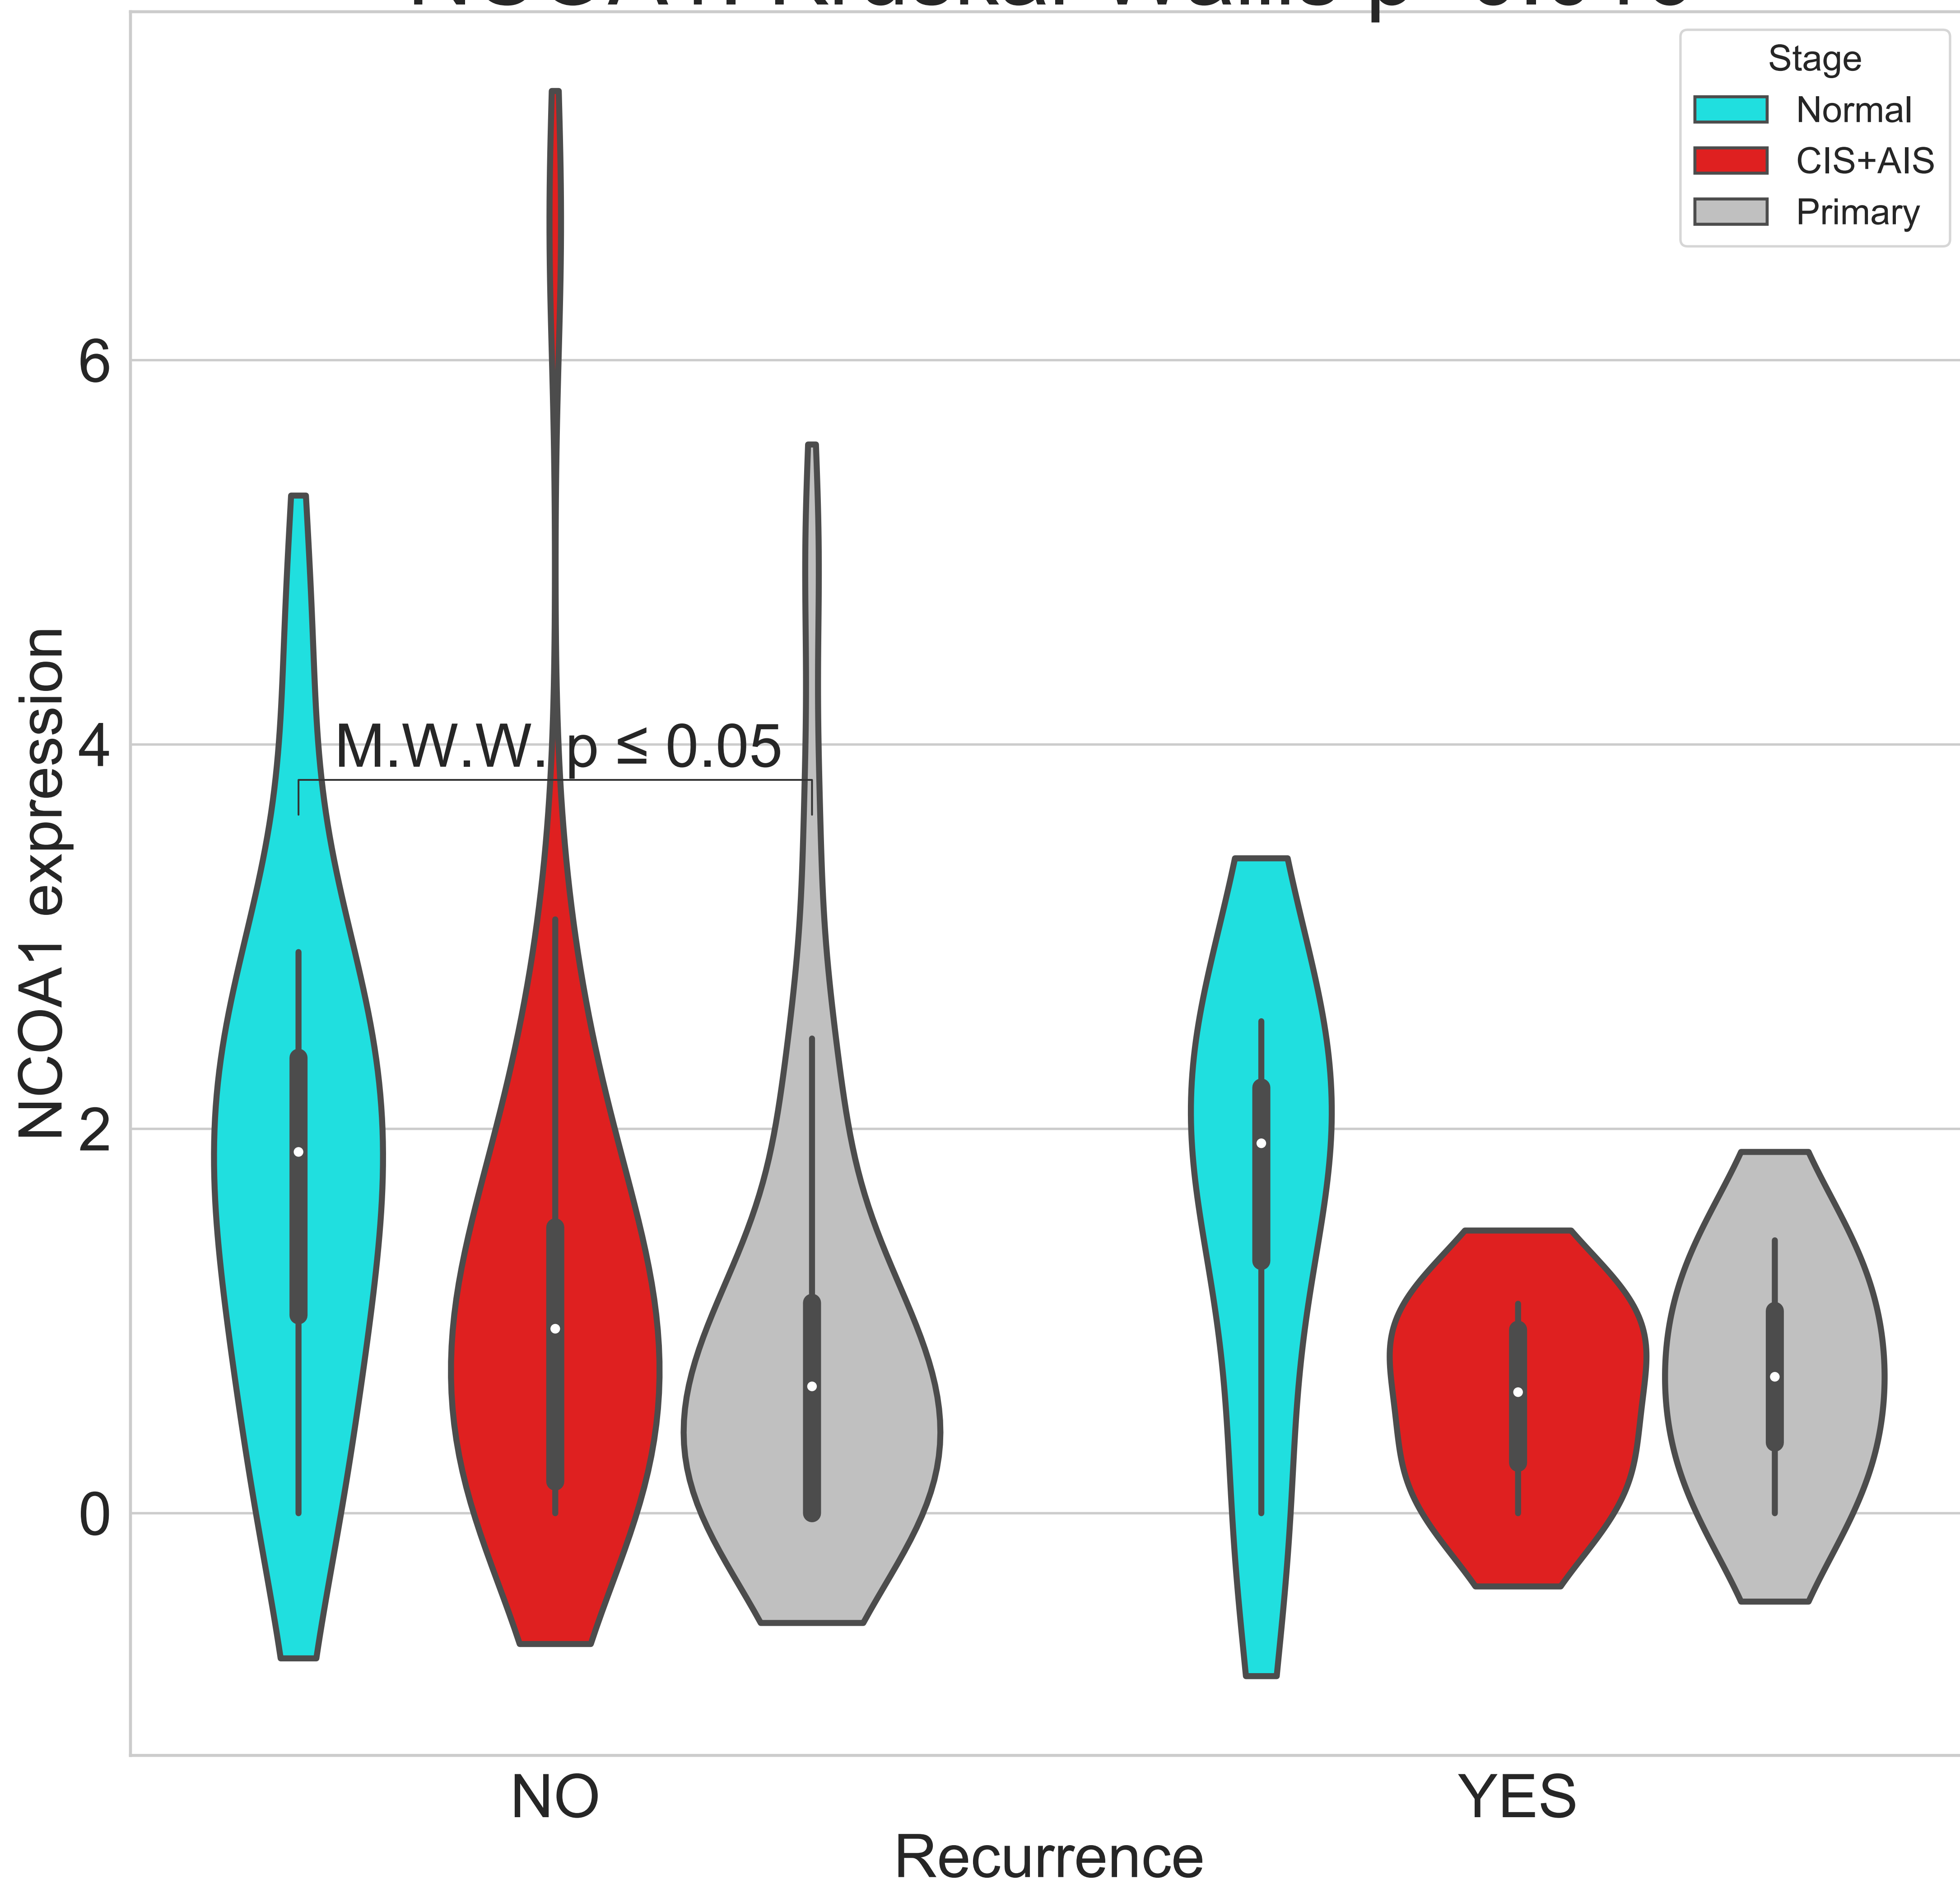 Stage
Normal
CIS+AIS
Primary
6
4
2
0
NCOA1 expression
M.W.W. p ≤ 0.05
NO
YES
Recurrence